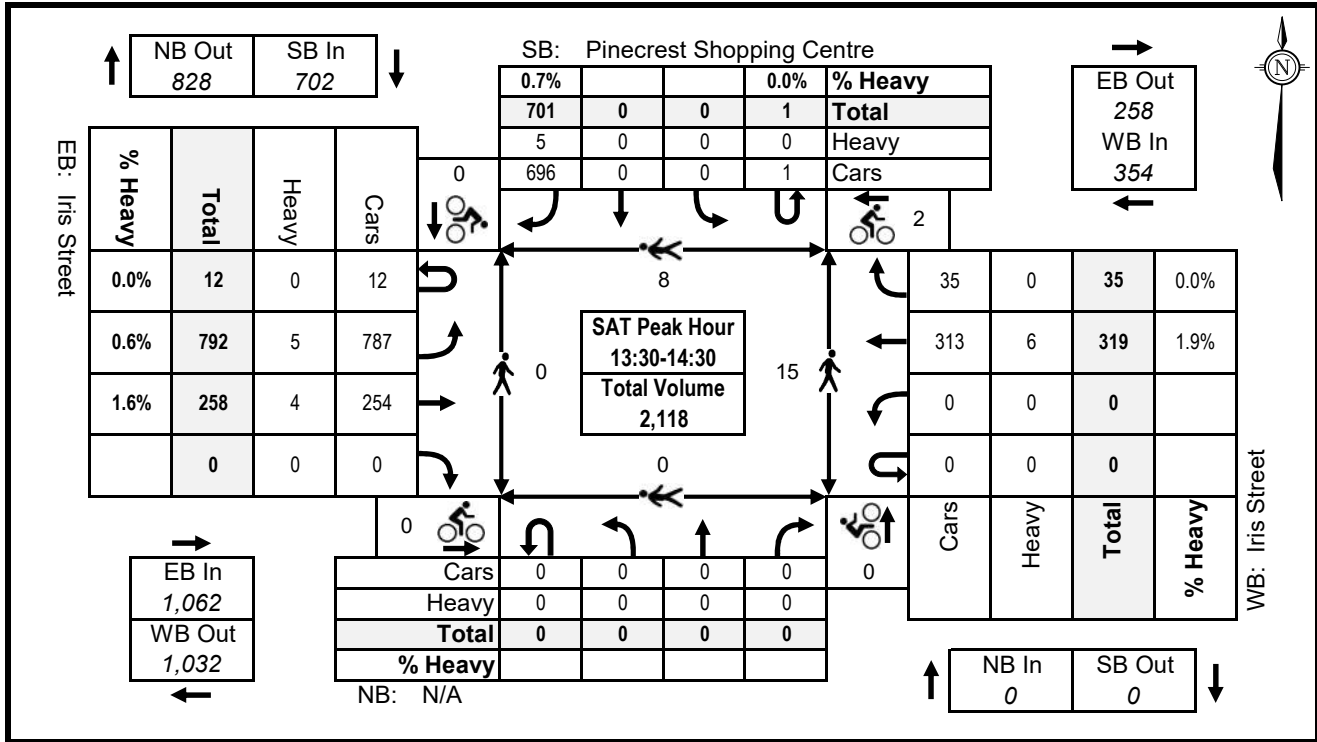 NB Out SB In
828 702
SB: Pinecrest Shopping Centre
0.7% 0.0% % Heavy
701 0 0 1 Total
5 0 0 0 Heavy
696 0 0 1 Cars
EB Out
258
WB In
354
N
EB: Iris Street
% Heavy Total Heavy Cars
0
2
0.0% 12 0 12
0.6% 792 5 787
1.6% 258 4 254
0 0 0
8
0
SAT Peak Hour
13:30-14:30
Total Volume
2,118
15
0
35 0 35 0.0%
313 6 319 1.9%
0 0 0
0 0 0
Cars Heavy Total % Heavy
WB: Iris Street
0
0
EB In
1,062
WB Out
1,032
Cars 0 0 0 0
Heavy 0 0 0 0
Total 0 0 0 0
% Heavy
NB: N/A
NB In SB Out
0 0